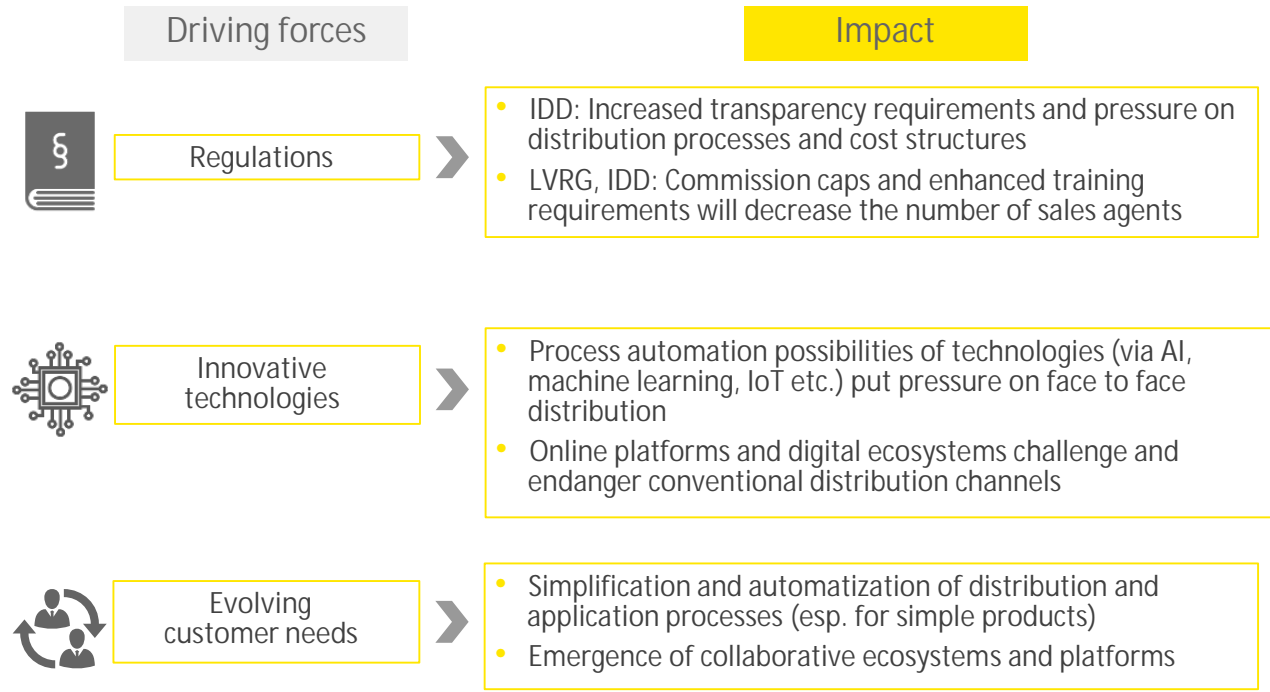 Driving forces
Impact
§
Regulations
• IDD: Increased transparency requirements and pressure on
distribution processes and cost structures
• LVRG, IDD: Commission caps and enhanced training
requirements will decrease the number of sales agents
Innovative
technologies
• Process automation possibilities of technologies (via AI,
machine learning, IoT etc.) put pressure on face to face
distribution
• Online platforms and digital ecosystems challenge and
endanger conventional distribution channels
Evolving
customer needs
• Simplification and automatization of distribution and
application processes (esp. for simple products)
• Emergence of collaborative ecosystems and platforms